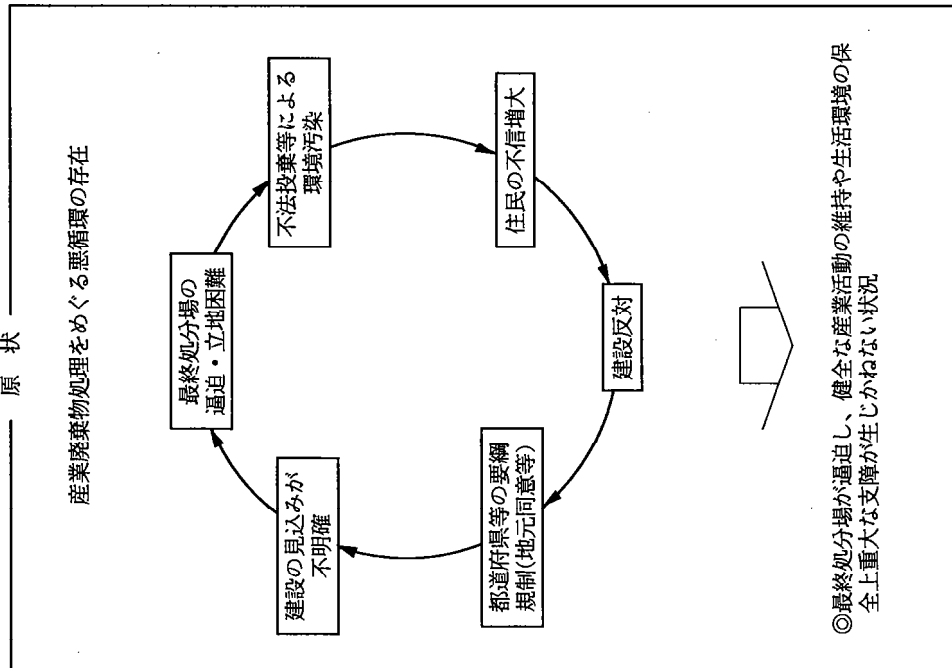 原状
産業廃棄物処理をめぐる悪循環の存在
最終処分場の
逼迫・立地困難
不法投棄等による
環境汚染
住民の不信増大
建設反対
都道府県等の要綱
規制(地元同意等)
建設の見込みが
不明確
◎最終処分場が逼迫し、健全な産業活動の維持や生活環境の保
全上重大な支障が生じかねない状況